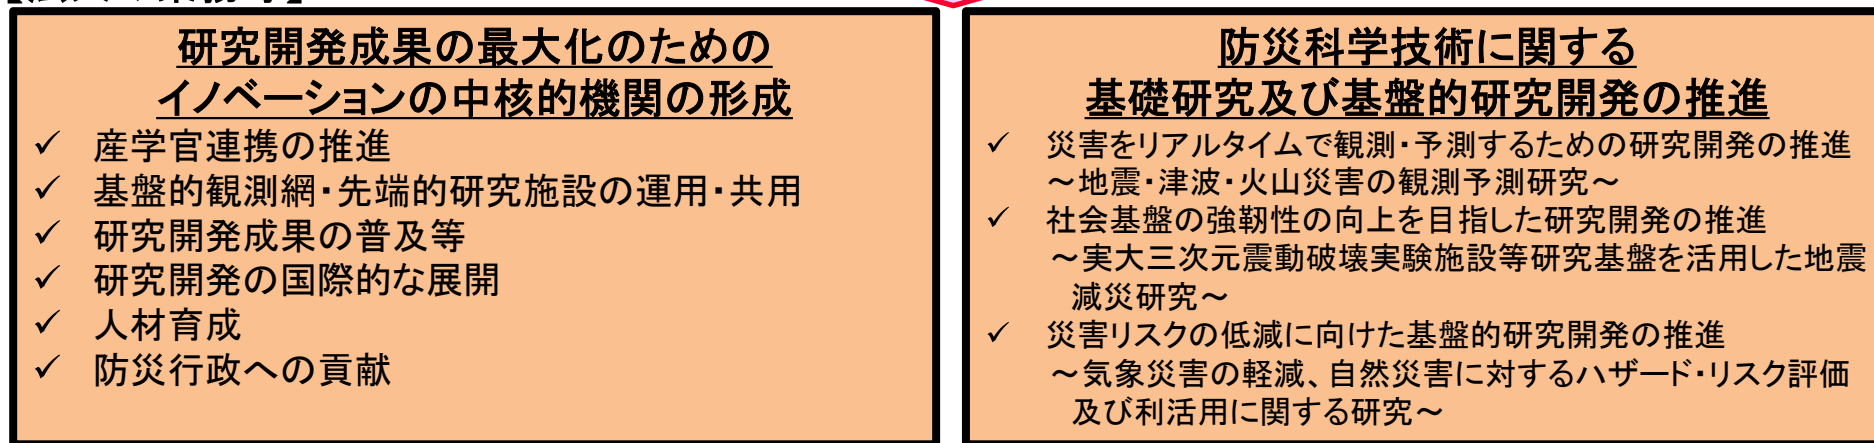 研究開発成果の最大化のための
イノベーションの中核的機関の形成
✓ 産学官連携の推進
✓ 基盤的観測網・先端的研究施設の運用・共用
✓ 研究開発成果の普及等
✓ 研究開発の国際的な展開
✓ 人材育成
✓ 防災行政への貢献
防災科学技術に関する
基礎研究及び基盤的研究開発の推進
✓ 災害をリアルタイムで観測・予測するための研究開発の推進
～地震・津波・火山災害の観測予測研究～
✓ 社会基盤の強靱性の向上を目指した研究開発の推進
～実大三次元震動破壊実験施設等研究基盤を活用した地震
減災研究～
✓ 災害リスクの低減に向けた基盤的研究開発の推進
～気象災害の軽減、自然災害に対するハザード・リスク評価
及び利活用に関する研究～